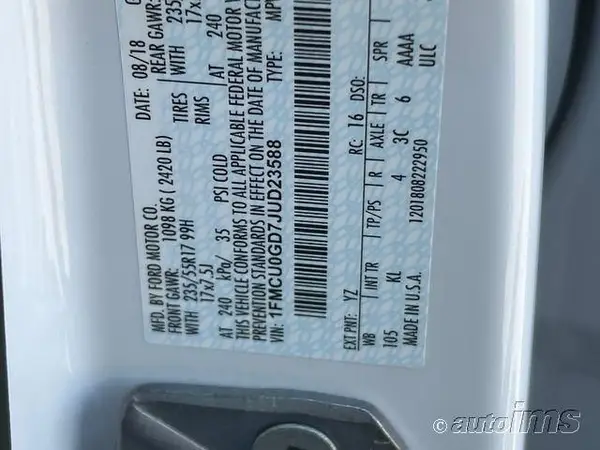 MFD. BY FORD MOTOR CO.
DATE: 08/18
FRONT GAWR: 1098 KG ( 2420 LB)
REAR GAWR:
235/55R17 99H TIRES WITH 235
17x7.5J RIMS 17x
AT 240 kPa/ 35 PSI COLD AT 240
THIS VEHICLE CONFORMS TO ALL APPLICABLE FEDERAL MOTOR
PREVENTION STANDARDS IN EFFECT ON THE DATE OF MANUFAC
VIN: 1FMCU0GD7JUD23588
TYPE: MPV
EXT PNT: YZ RC: 16 DSO:
WB INT TR TP/PS R AXLE TR SPR
105 KL 4 3C 6 AAAA
MADE IN U.S.A. 1201808222950 ULC
© autoims